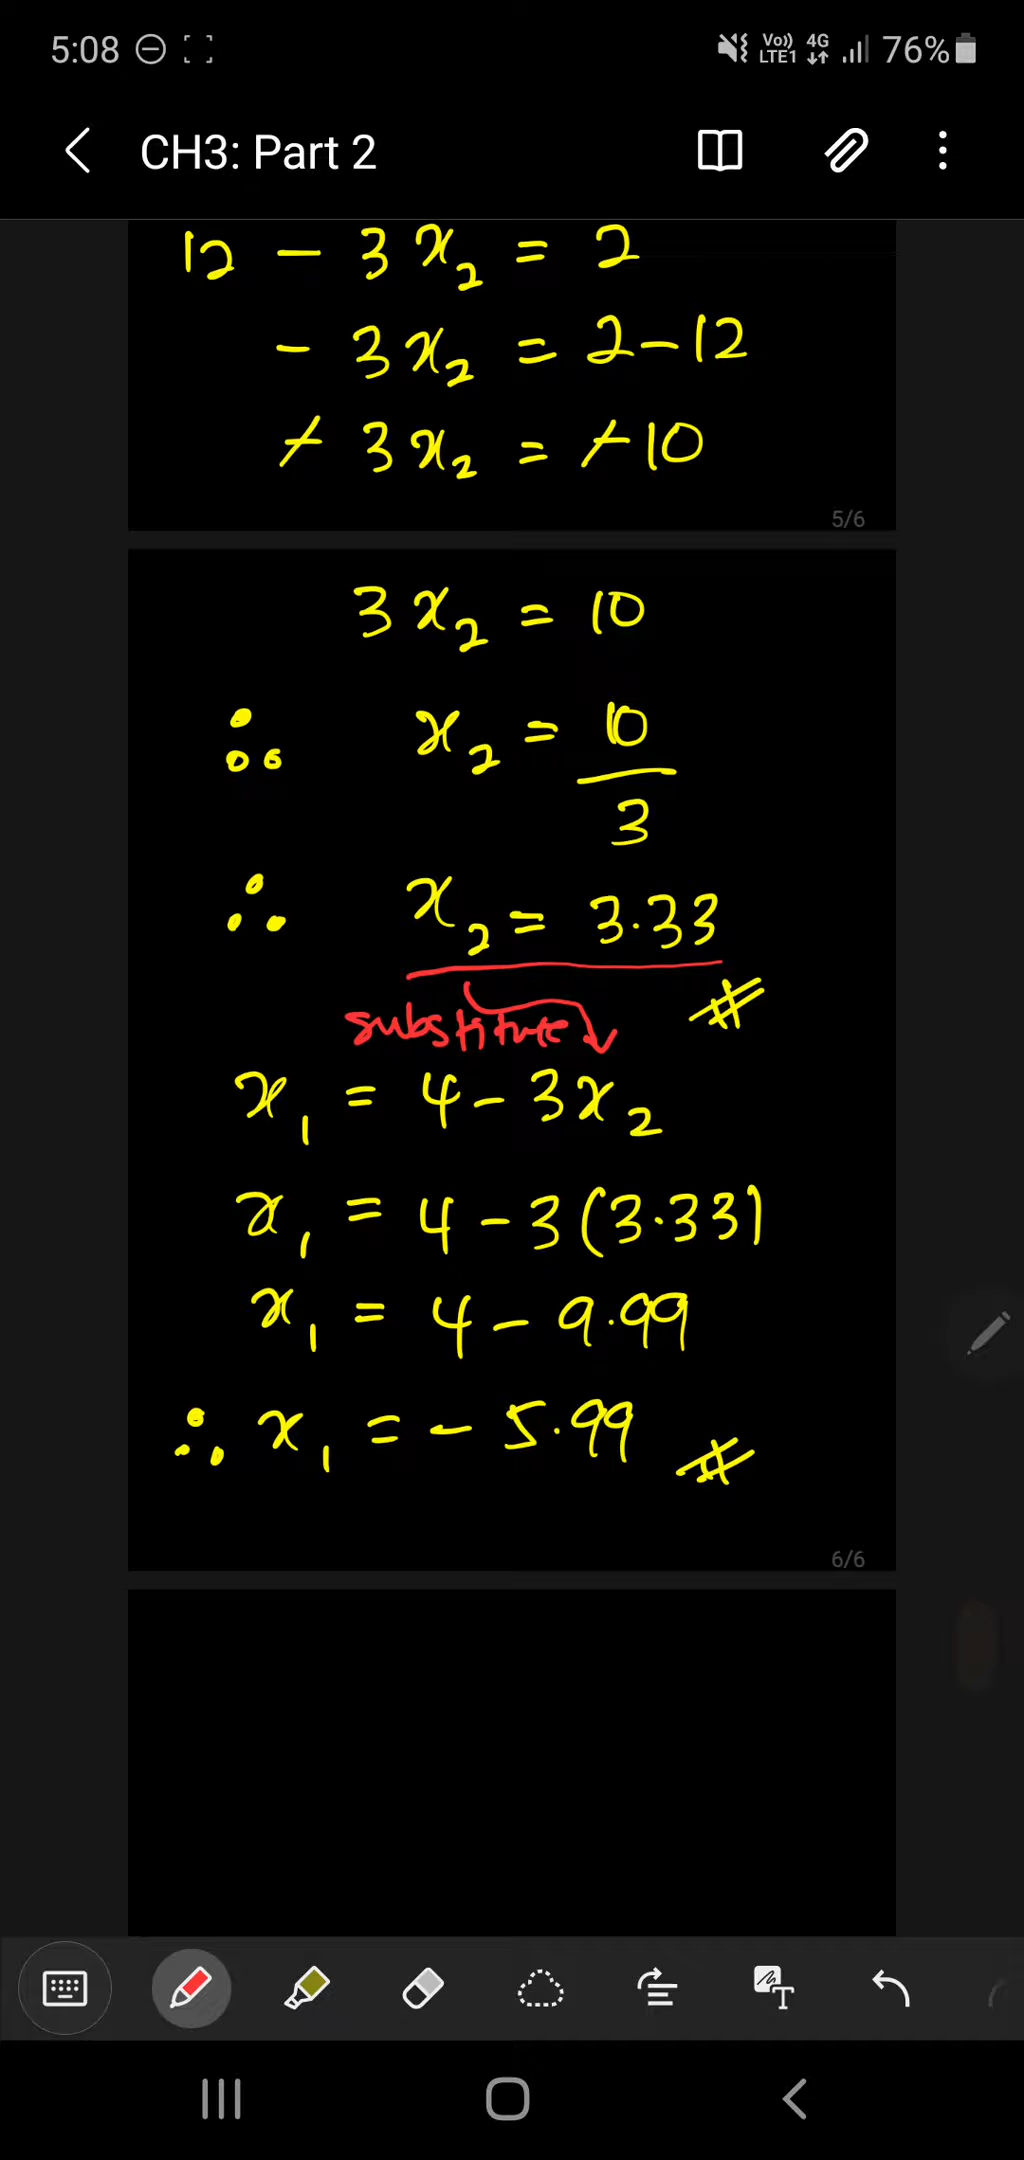 5:08 Vo)) LTE1 4G 76%
CH3: Part 2
12 - 3x₂ = 2
- 3x₂ = 2-12
- 3x₂ = -10
5/6
3x₂ = 10
∴ x₂ = 10/3
∴ x₂ = 3.33
#
substitute
x₁ = 4 - 3x₂
x₁ = 4 - 3(3.33)
x₁ = 4 - 9.99
∴ x₁ = - 5.99 #
6/6
T